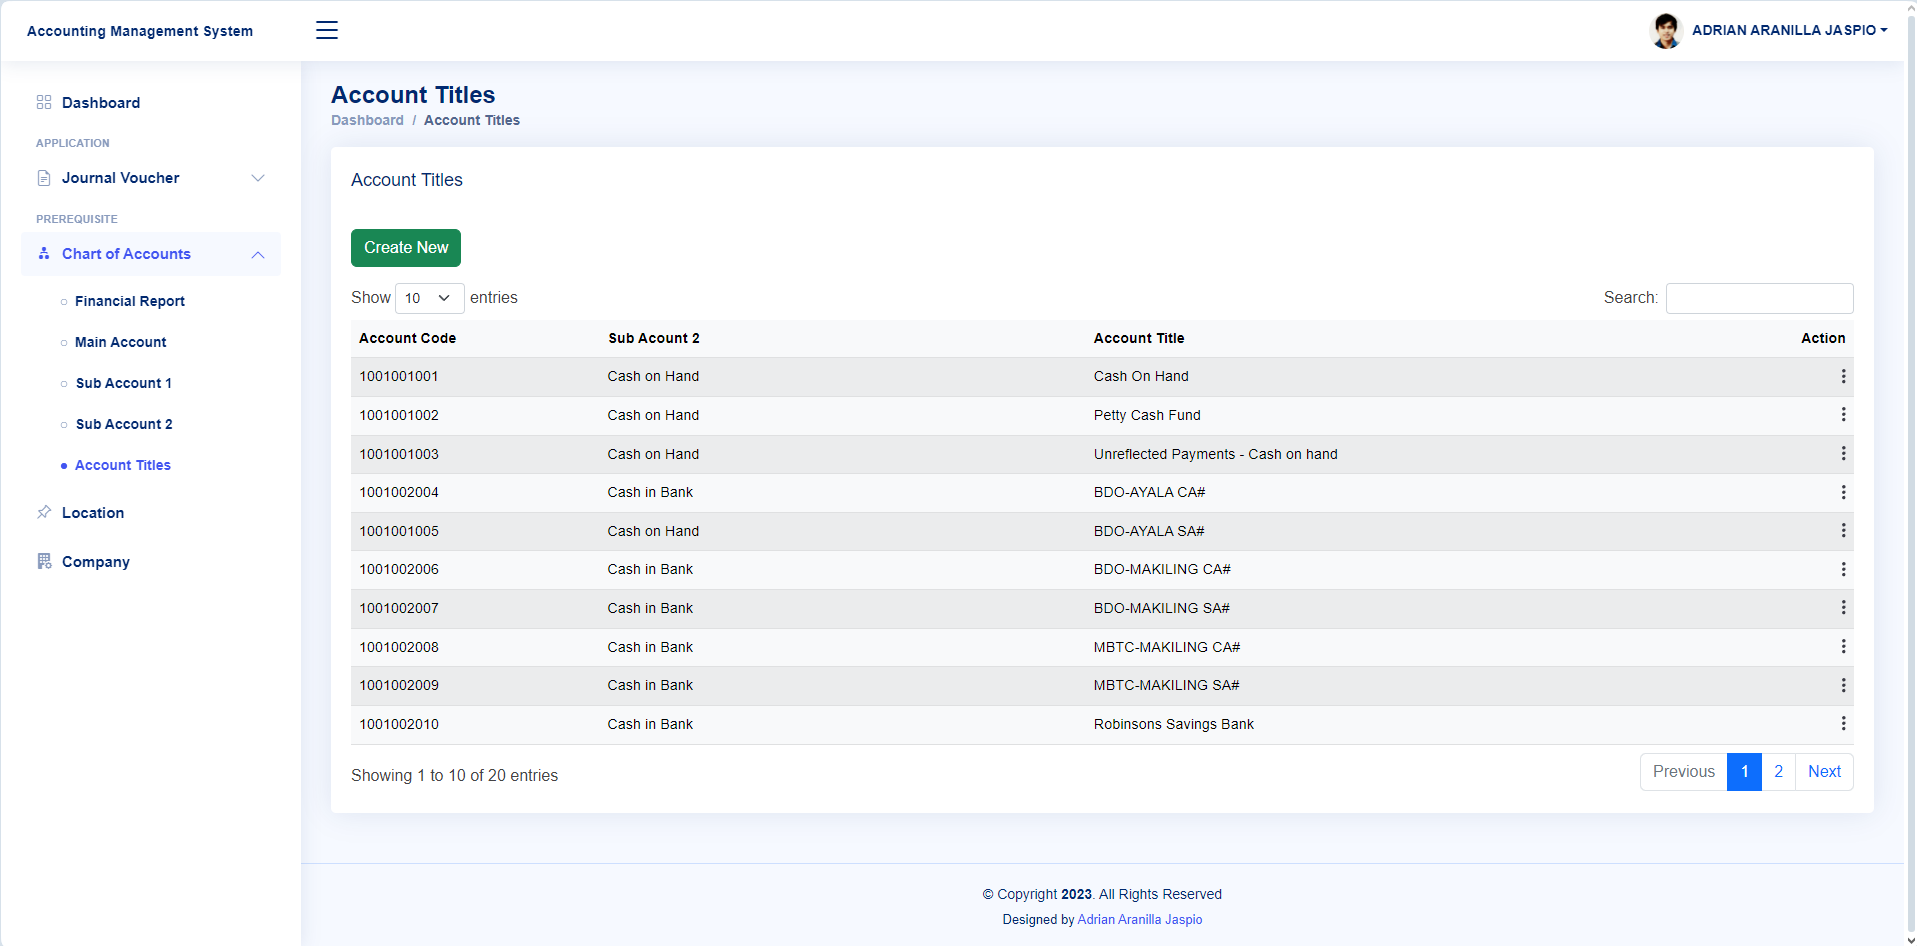 Accounting Management System
ADRIAN ARANILLA JASPIO
Dashboard
APPLICATION
Journal Voucher
PREREQUISITE
Chart of Accounts
Financial Report
Main Account
Sub Account 1
Sub Account 2
Account Titles
Location
Company
Account Titles
Dashboard / Account Titles
Account Titles
Create New
Show 10 entries Search:
Account Code Sub Acount 2 Account Title Action
1001001001 Cash on Hand Cash On Hand
1001001002 Cash on Hand Petty Cash Fund
1001001003 Cash on Hand Unreflected Payments - Cash on hand
1001002004 Cash in Bank BDO-AYALA CA#
1001001005 Cash on Hand BDO-AYALA SA#
1001002006 Cash in Bank BDO-MAKILING CA#
1001002007 Cash in Bank BDO-MAKILING SA#
1001002008 Cash in Bank MBTC-MAKILING CA#
1001002009 Cash in Bank MBTC-MAKILING SA#
1001002010 Cash in Bank Robinsons Savings Bank
Showing 1 to 10 of 20 entries Previous 1 2 Next
© Copyright 2023. All Rights Reserved
Designed by Adrian Aranilla Jaspio